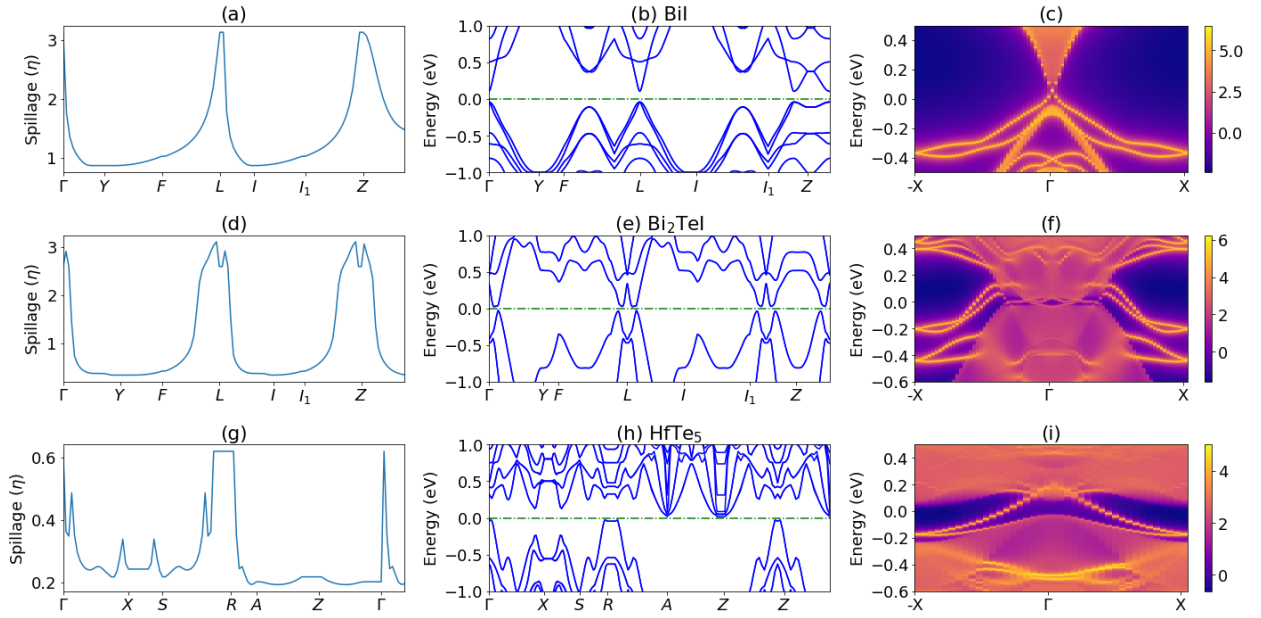 (a)
Spillage (η)
3
2
1
Γ Y F L I I₁ Z
(b) BiI
Energy (eV)
1.0
0.5
0.0
−0.5
−1.0
Γ Y F L I I₁ Z
(c)
Energy (eV)
0.4
0.2
0.0
−0.2
−0.4
-X Γ X
5.0
2.5
0.0
(d)
Spillage (η)
3
2
1
Γ Y F L I I₁ Z
(e) Bi₂TeI
Energy (eV)
1.0
0.5
0.0
−0.5
−1.0
Γ Y F L I I₁ Z
(f)
Energy (eV)
0.4
0.2
0.0
−0.2
−0.4
−0.6
-X Γ X
6
4
2
0
(g)
Spillage (η)
0.6
0.4
0.2
Γ X S R A Z Γ
(h) HfTe₅
Energy (eV)
1.0
0.5
0.0
−0.5
−1.0
Γ X S R A Z Z
(i)
Energy (eV)
0.4
0.2
0.0
−0.2
−0.4
−0.6
-X Γ X
4
2
0